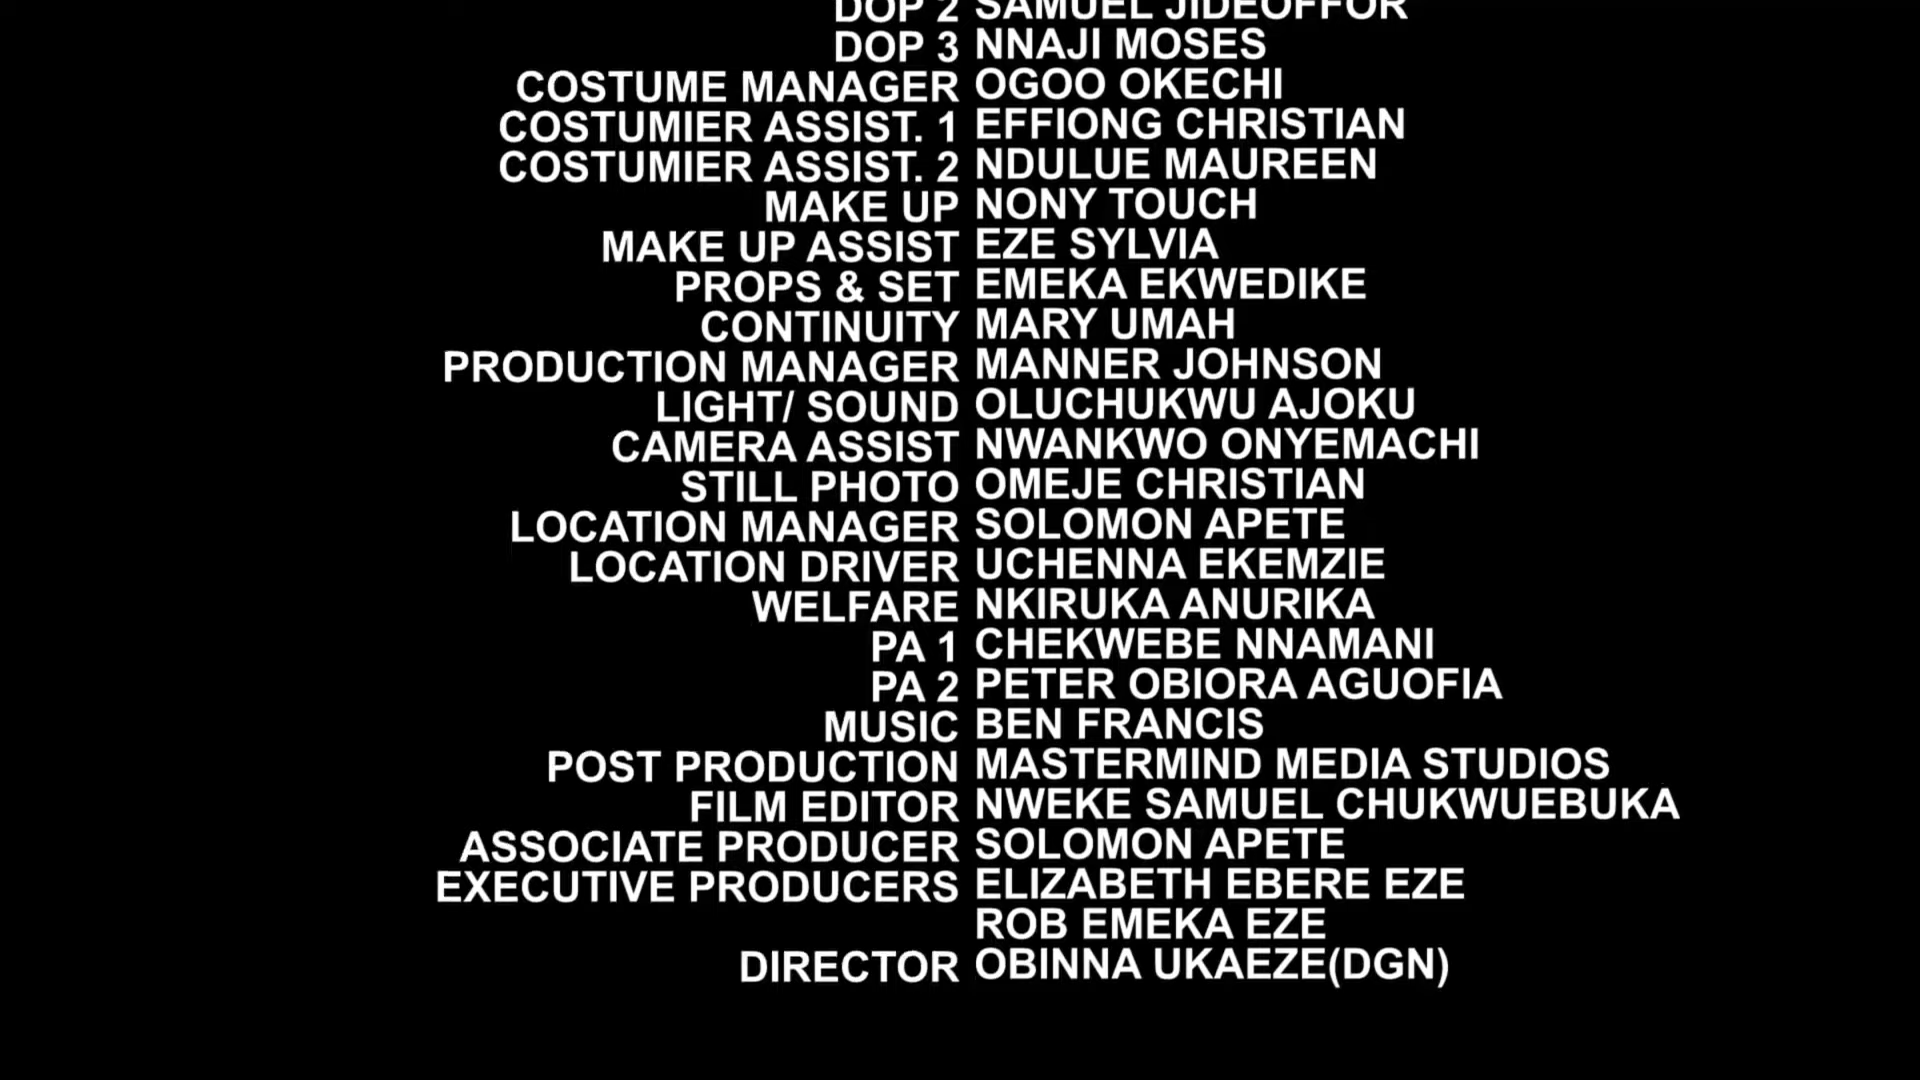 DOP 2 SAMUEL JIDEOFFOR
DOP 3 NNAJI MOSES
COSTUME MANAGER OGOO OKECHI
COSTUMIER ASSIST. 1 EFFIONG CHRISTIAN
COSTUMIER ASSIST. 2 NDULUE MAUREEN
MAKE UP NONY TOUCH
MAKE UP ASSIST EZE SYLVIA
PROPS & SET EMEKA EKWEDIKE
CONTINUITY MARY UMAH
PRODUCTION MANAGER MANNER JOHNSON
LIGHT/ SOUND OLUCHUKWU AJOKU
CAMERA ASSIST NWANKWO ONYEMACHI
STILL PHOTO OMEJE CHRISTIAN
LOCATION MANAGER SOLOMON APETE
LOCATION DRIVER UCHENNA EKEMZIE
WELFARE NKIRUKA ANURIKA
PA 1 CHEKWEBE NNAMANI
PA 2 PETER OBIORA AGUOFIA
MUSIC BEN FRANCIS
POST PRODUCTION MASTERMIND MEDIA STUDIOS
FILM EDITOR NWEKE SAMUEL CHUKWUEBUKA
ASSOCIATE PRODUCER SOLOMON APETE
EXECUTIVE PRODUCERS ELIZABETH EBERE EZE
ROB EMEKA EZE
DIRECTOR OBINNA UKAEZE(DGN)